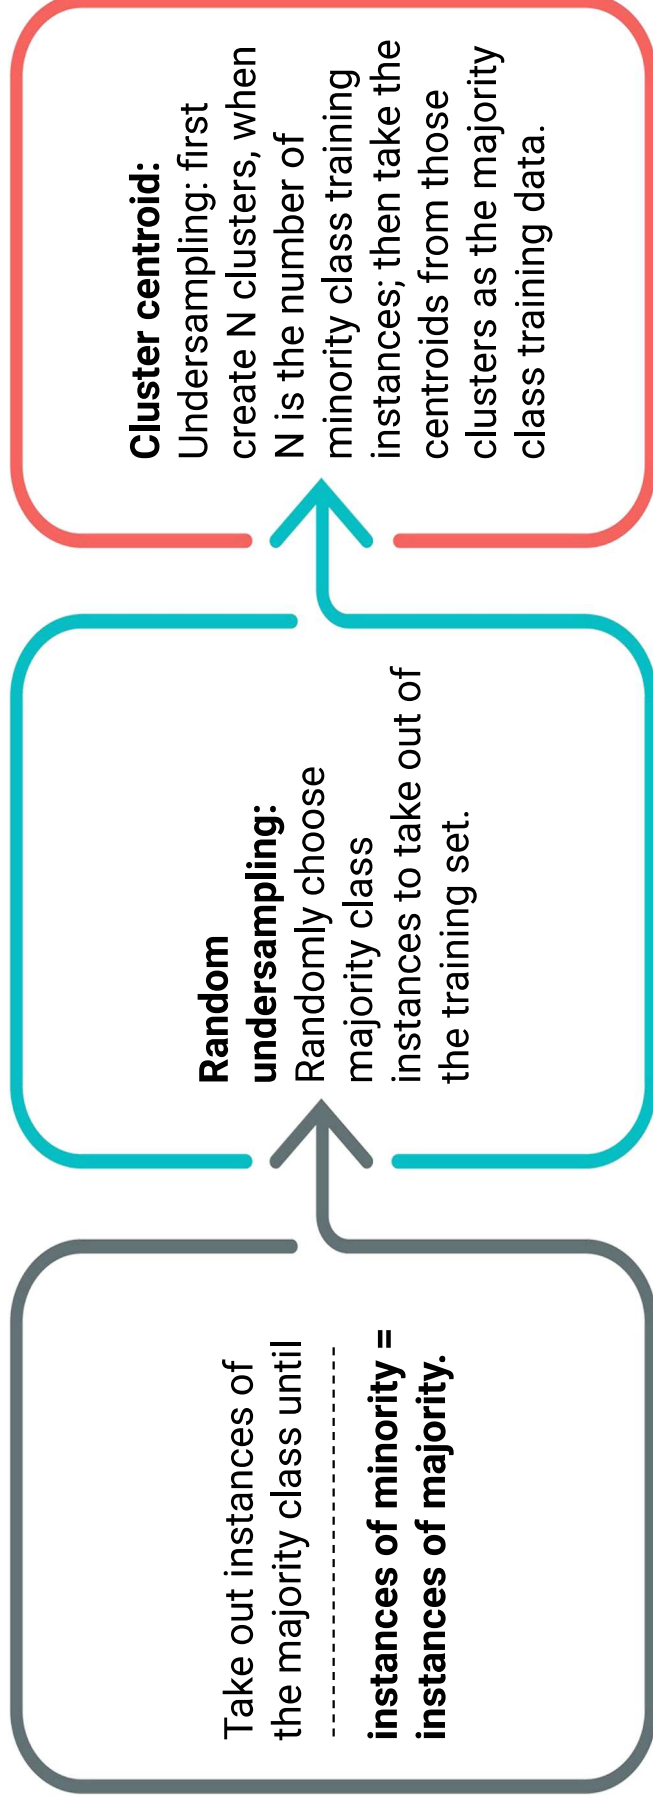 Take out instances of
the majority class until
instances of minority =
instances of majority.
Random
undersampling:
Randomly choose
majority class
instances to take out of
the training set.
Cluster centroid:
Undersampling: first
create N clusters, when
N is the number of
minority class training
instances; then take the
centroids from those
clusters as the majority
class training data.